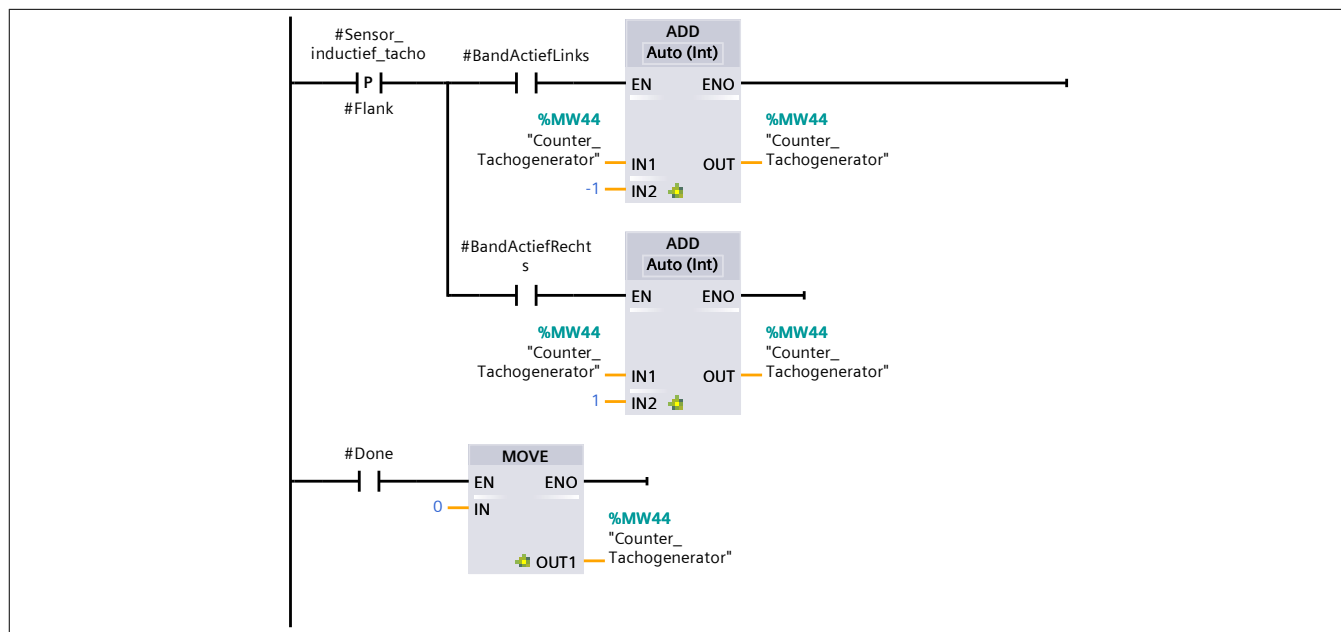 #Sensor_
inductief_tacho
P
#Flank
#BandActiefLinks
ADD
Auto (Int)
EN
ENO
%MW44
"Counter_
Tachogenerator"
IN1
-1
IN2
OUT
%MW44
"Counter_
Tachogenerator"
#BandActiefRecht
s
ADD
Auto (Int)
EN
ENO
%MW44
"Counter_
Tachogenerator"
IN1
1
IN2
OUT
%MW44
"Counter_
Tachogenerator"
#Done
MOVE
EN
ENO
0
IN
OUT1
%MW44
"Counter_
Tachogenerator"